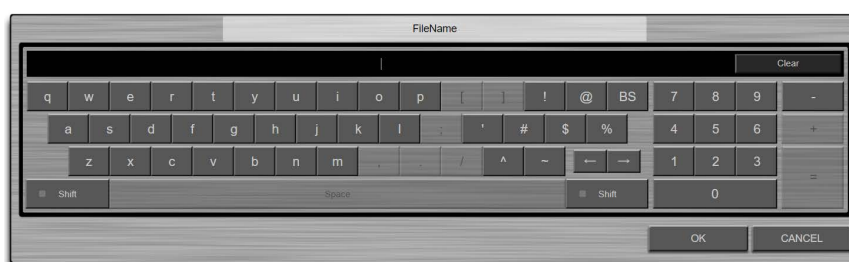 FileName
Clear
q w e r t y u i o p [ ] ! @ BS 7 8 9 -
a s d f g h j k l ; ' # $ % 4 5 6 +
z x c v b n m , . / ^ ~ ← → 1 2 3 =
Shift Space Shift 0
OK CANCEL